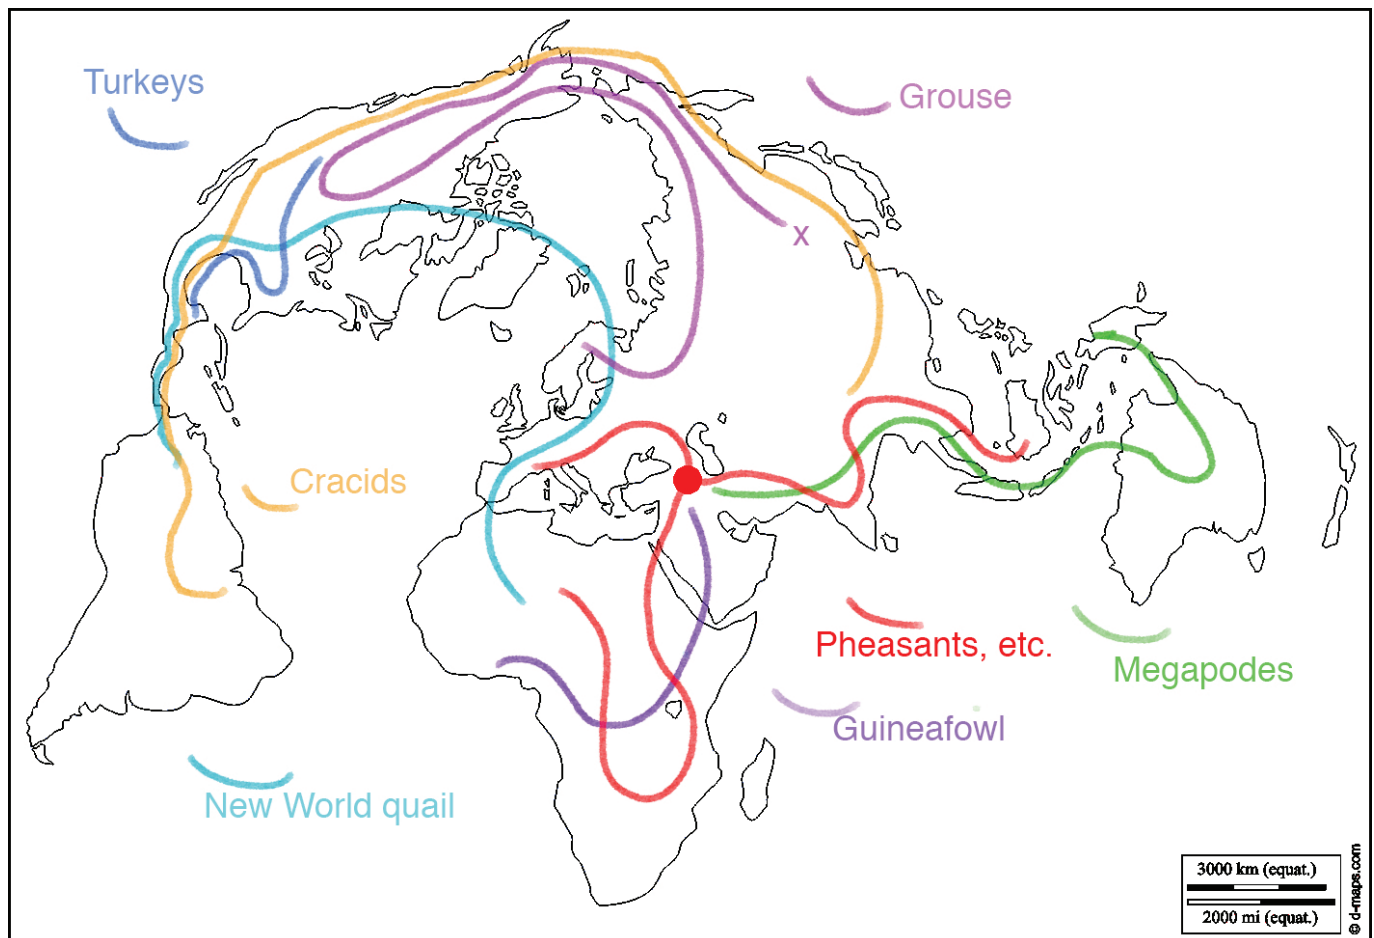 Turkeys
Grouse
x
Cracids
Pheasants, etc.
Megapodes
Guineafowl
New World quail
3000 km (equat.)
2000 mi (equat.)
© d-maps.com